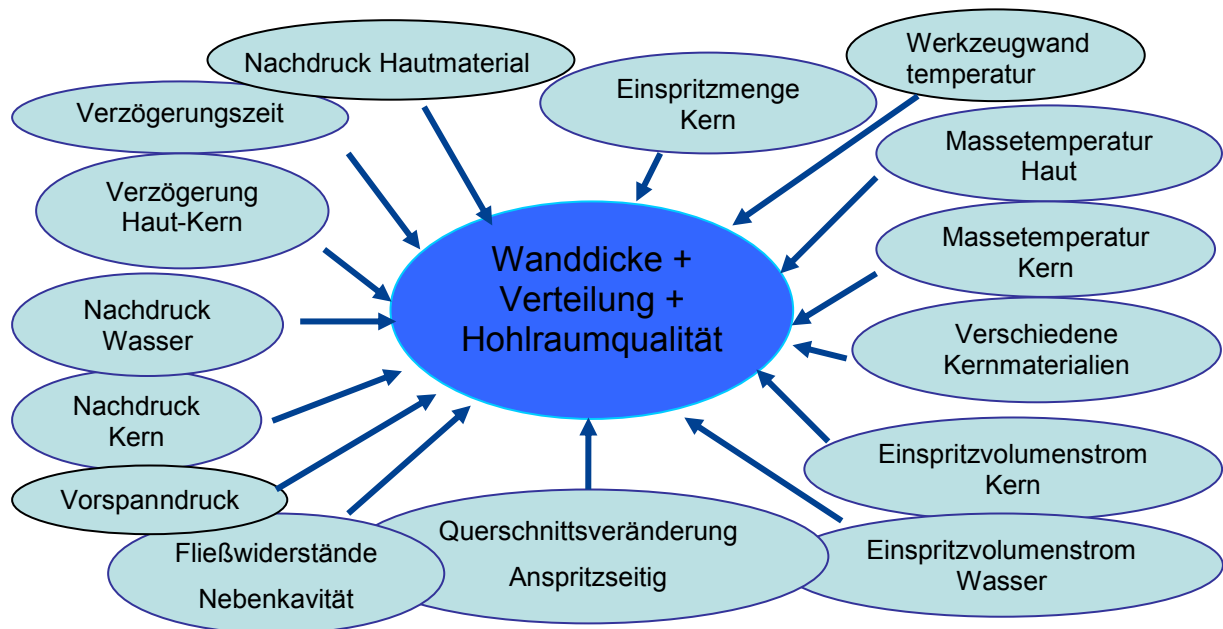 Nachdruck Hautmaterial
Werkzeugwand
temperatur
Verzögerungszeit
Einspritzmenge
Kern
Massetemperatur
Haut
Verzögerung
Haut-Kern
Wanddicke +
Verteilung +
Hohlraumqualität
Massetemperatur
Kern
Nachdruck
Wasser
Verschiedene
Kernmaterialien
Nachdruck
Kern
Einspritzvolumenstrom
Kern
Vorspanndruck
Fließwiderstände
Nebenkavität
Querschnittsveränderung
Anspritzseitig
Einspritzvolumenstrom
Wasser